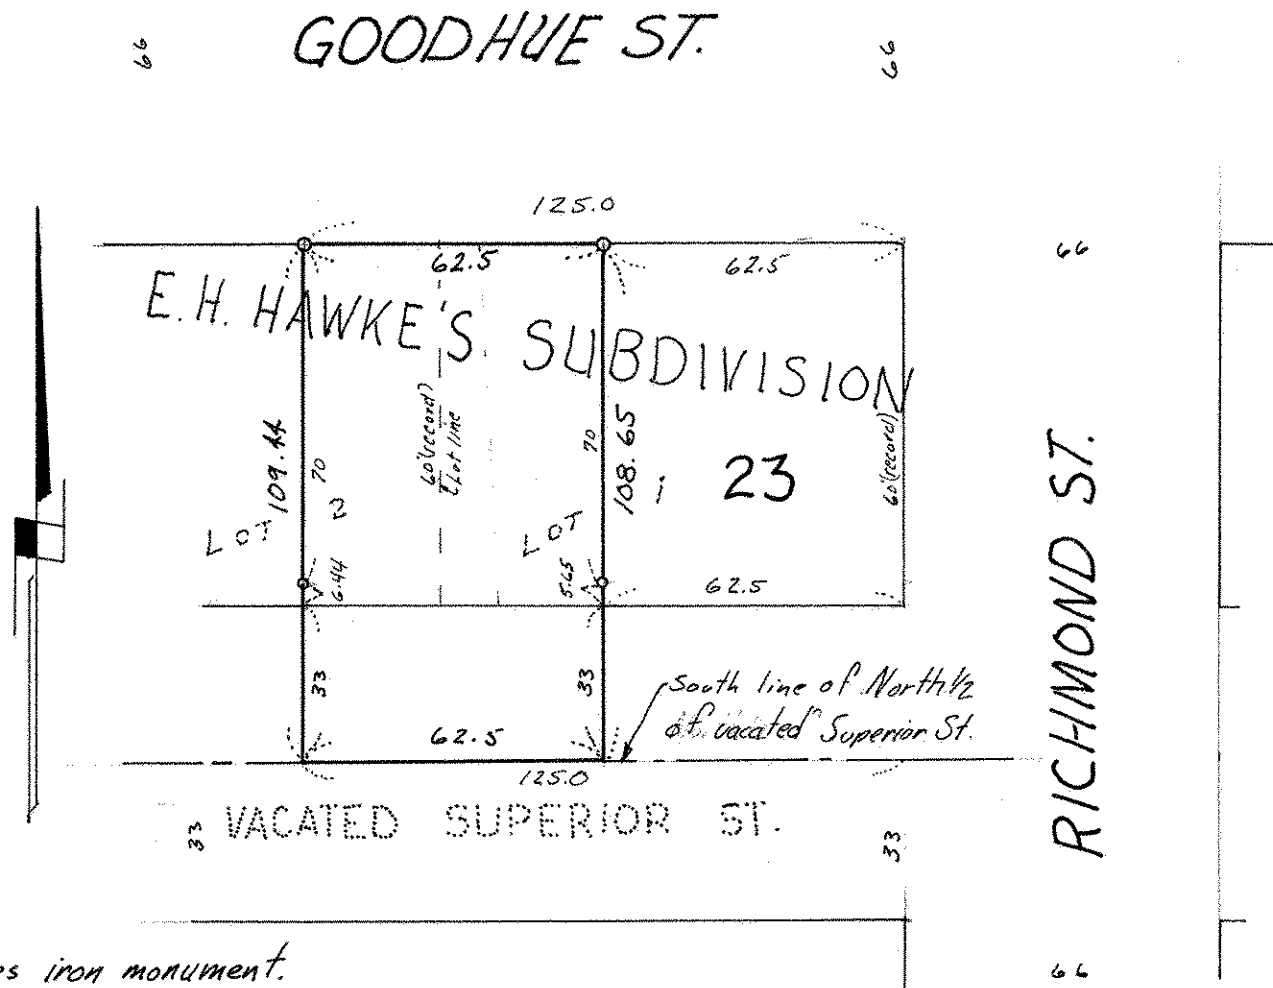 GOODHUE ST.
66
66
125.0
62.5
62.5
66
E. H. HAWKE'S SUBDIVISION
109.44
70
2
60'(record)
Lot line
70
108.65
1
23
60'(record)
LOT
LOT
6.44
5.65
62.5
33
33
South line of North 1/2
of vacated Superior St.
62.5
125.0
RICHMOND ST.
33
VACATED SUPERIOR ST.
33
iron monument.
66